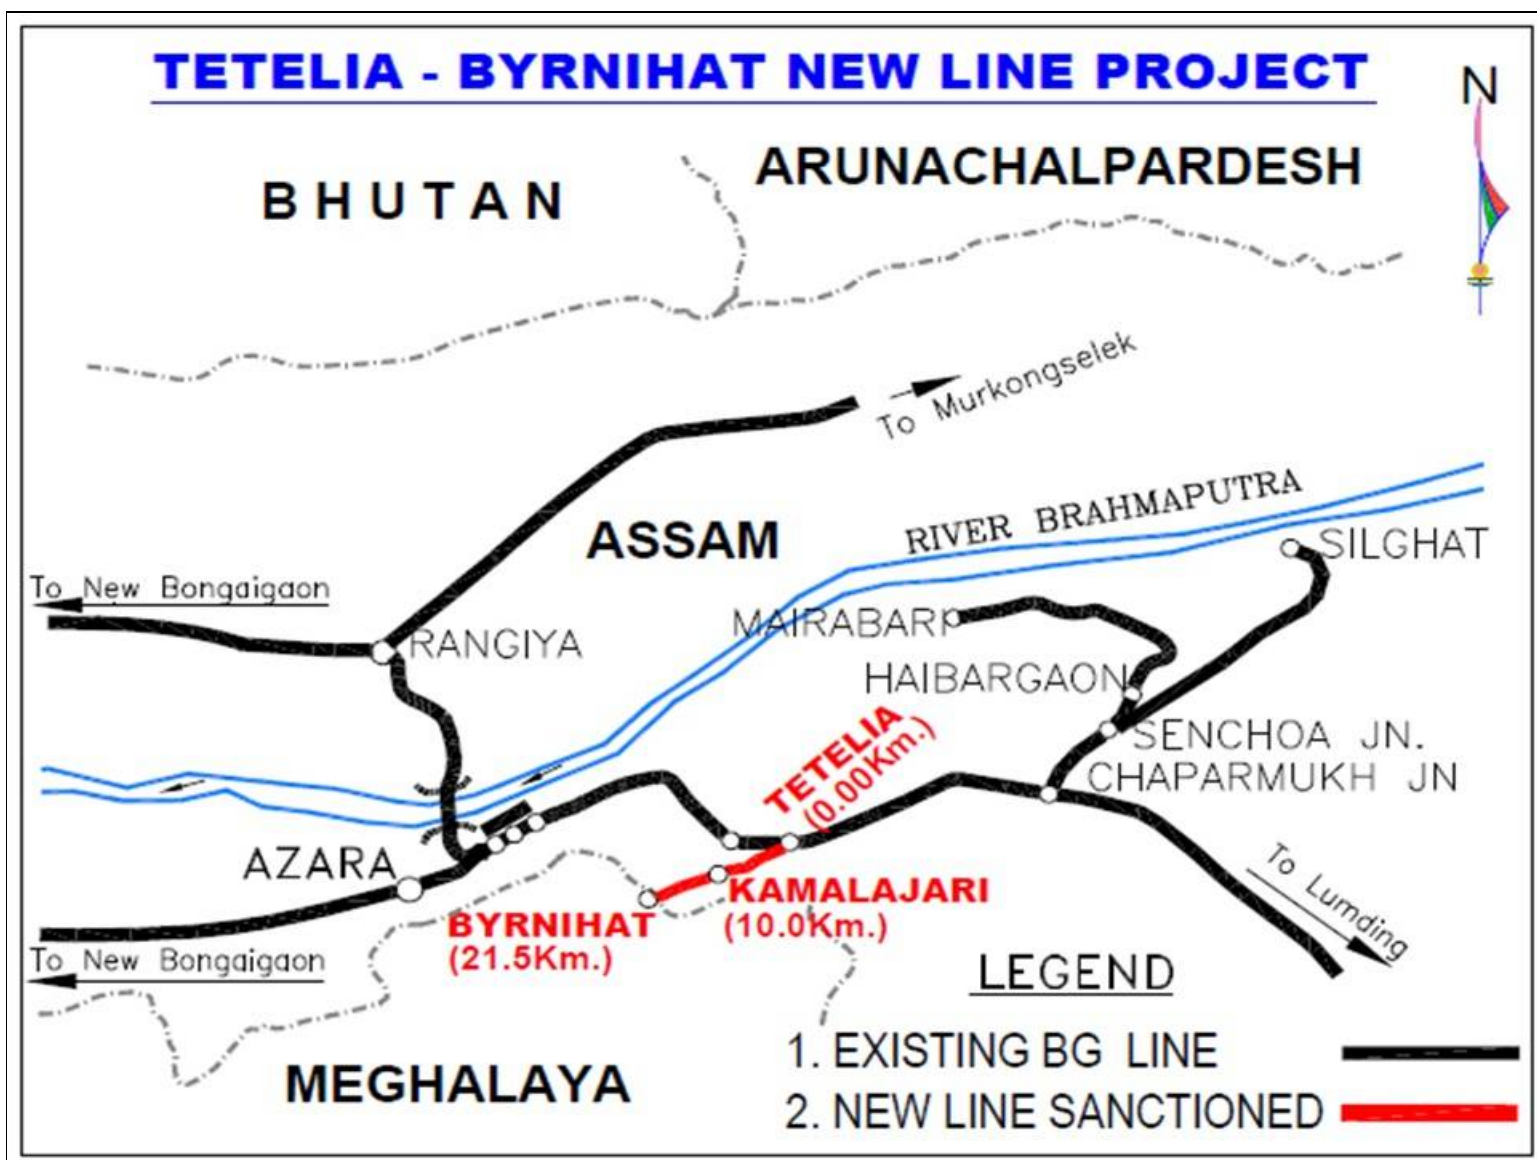 TETELIA - BYRNIHAT NEW LINE PROJECT
N
BHUTAN
ARUNACHALPARDESH
To Murkongselek
RIVER BRAHMAPUTRA
ASSAM
SILGHAT
To New Bongaigaon
RANGIYA
MAIRABARI
HAIBARGAON
SENCHOA JN.
CHAPARMUKH JN
TETELIA
(0.00Km.)
AZARA
KAMALAJARI
(10.0Km.)
BYRNIHAT
(21.5Km.)
To Lumding
To New Bongaigaon
MEGHALAYA
LEGEND
1. EXISTING BG LINE
2. NEW LINE SANCTIONED